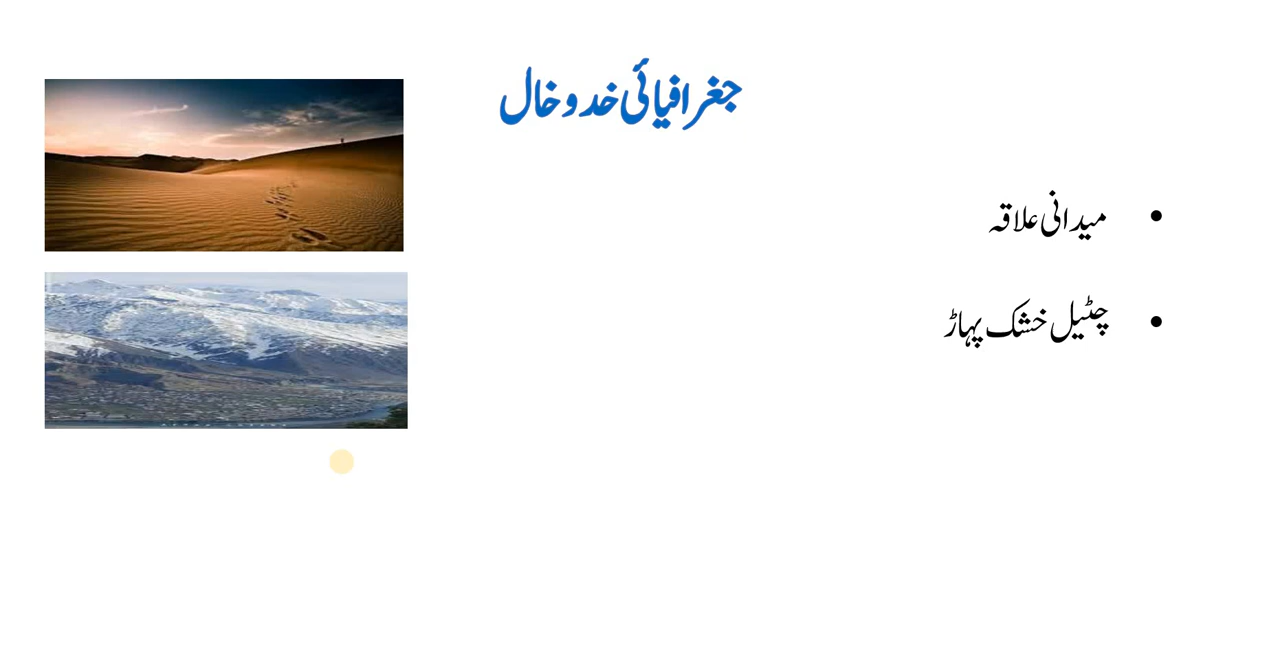 جغرافیائی خدوخال
• میدانی علاقہ
• چٹیل خشک پہاڑ